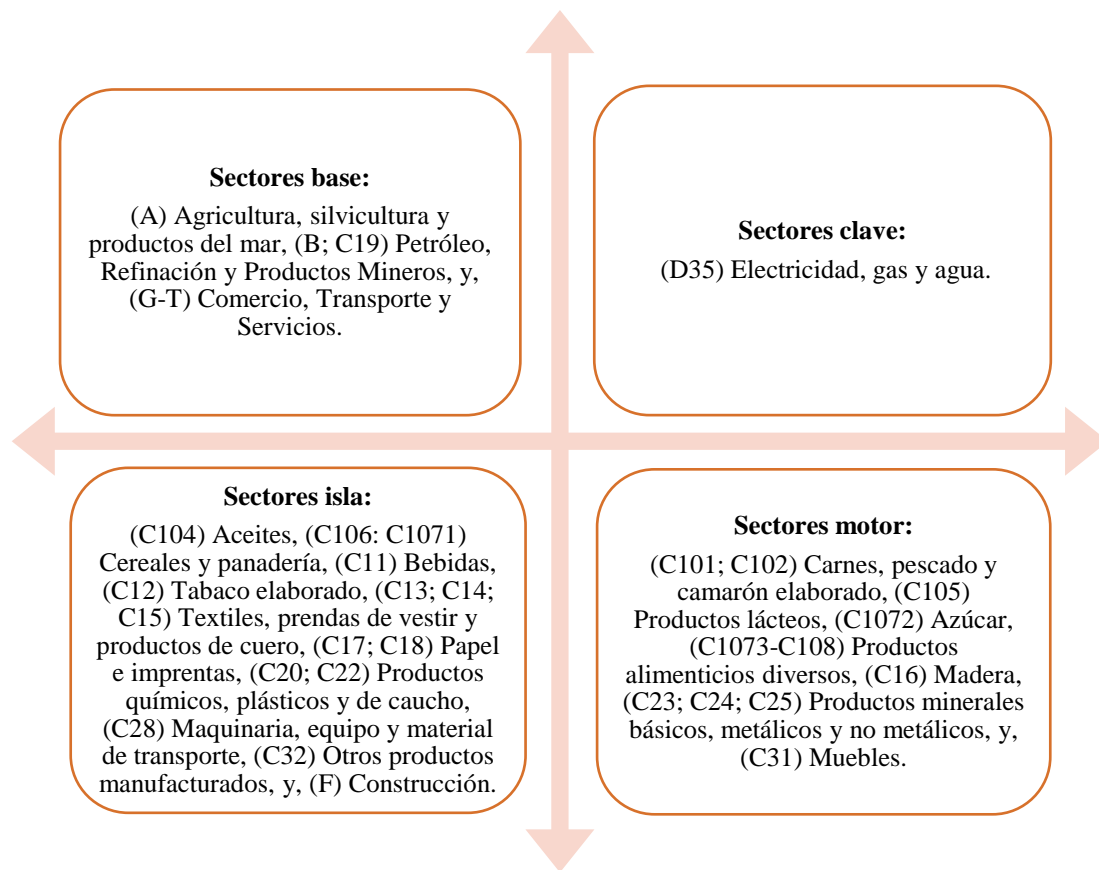 Sectores base:
(A) Agricultura, silvicultura y
productos del mar, (B; C19) Petróleo,
Refinación y Productos Mineros, y,
(G-T) Comercio, Transporte y
Servicios.
Sectores clave:
(D35) Electricidad, gas y agua.
Sectores isla:
(C104) Aceites, (C106: C1071)
Cereales y panadería, (C11) Bebidas,
(C12) Tabaco elaborado, (C13; C14;
C15) Textiles, prendas de vestir y
productos de cuero, (C17; C18) Papel
e imprentas, (C20; C22) Productos
químicos, plásticos y de caucho,
(C28) Maquinaria, equipo y material
de transporte, (C32) Otros productos
manufacturados, y, (F) Construcción.
Sectores motor:
(C101; C102) Carnes, pescado y
camarón elaborado, (C105)
Productos lácteos, (C1072) Azúcar,
(C1073-C108) Productos
alimenticios diversos, (C16) Madera,
(C23; C24; C25) Productos minerales
básicos, metálicos y no metálicos, y,
(C31) Muebles.